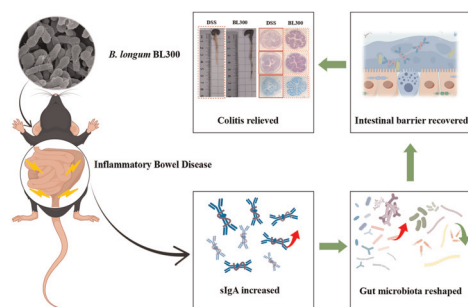 DSS BL300 DSS BL300
B. longum BL300
Colitis relieved
Intestinal barrier recovered
Inflammatory Bowel Disease
sIgA increased
Gut microbiota reshaped